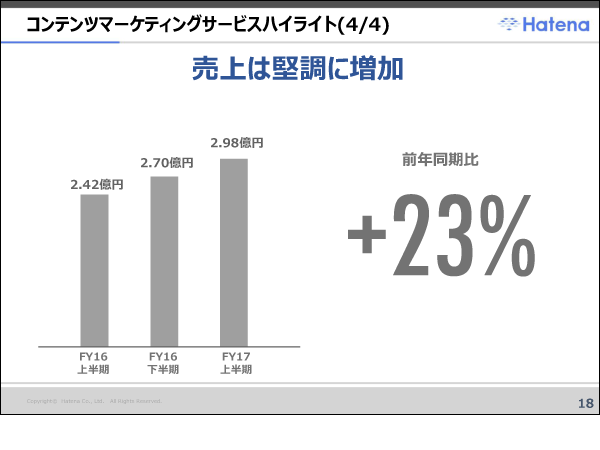 コンテンツマーケティングサービスハイライト(4/4)
Hatena
売上は堅調に増加
2.42億円
2.70億円
2.98億円
前年同期比
+23%
FY16
上半期
FY16
下半期
FY17
上半期
Copyright© Hatena Co., Ltd. All Rights Reserved.
18